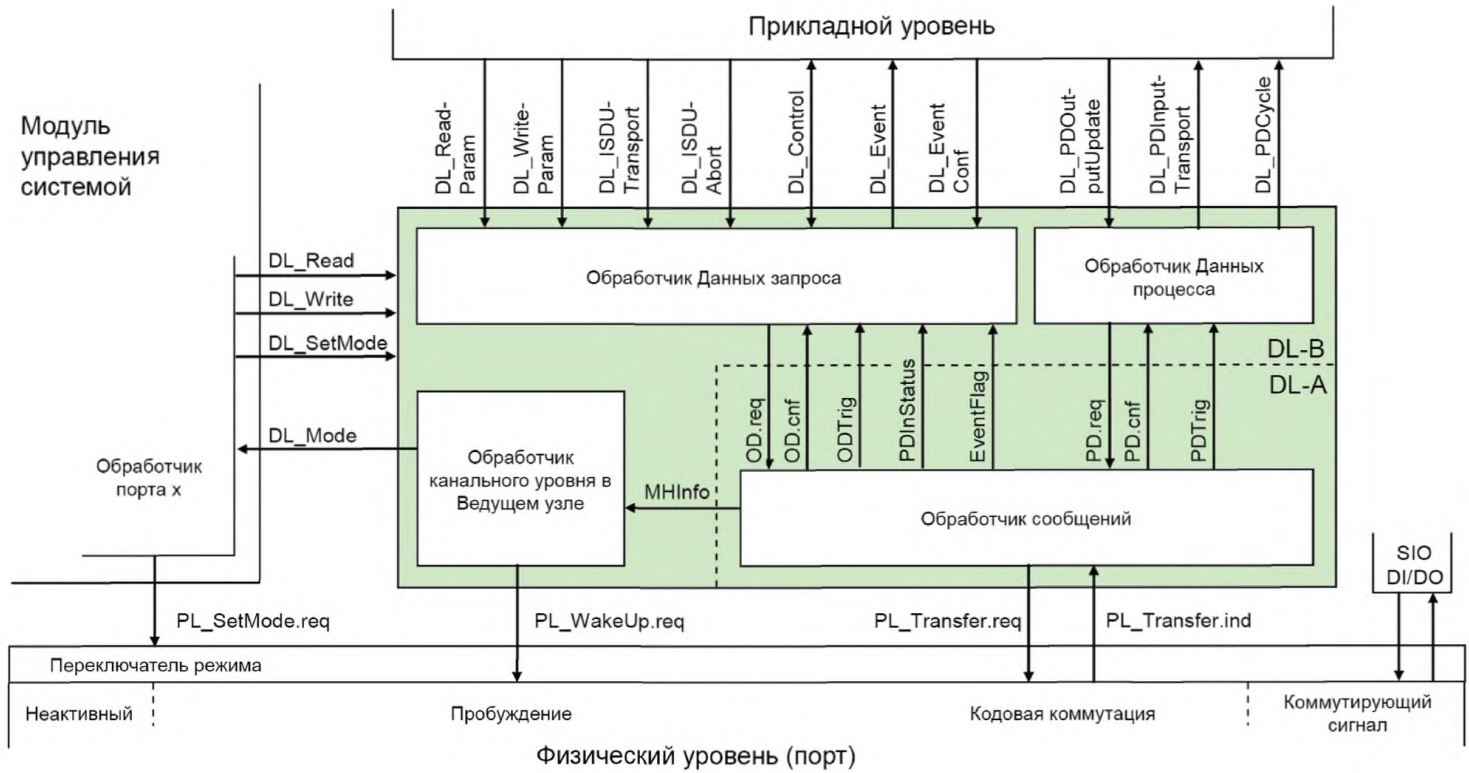 Прикладной уровень
Модуль
управления
системой
DL_Read-
Param
DL_Write-
Param
DL_ISDU-
Transport
DL_ISDU-
Abort
DL_Control
DL_Event
DL_Event
Conf
DL_PDOut-
putUpdate
DL_PDInput-
Transport
DL_PDCycle
DL_Read
DL_Write
DL_SetMode
DL_Mode
Обработчик Данных запроса
Обработчик Данных
процесса
DL-B
DL-A
OD.req
OD.cnf
ODTrig
PDInStatus
EventFlag
PD.req
PD.cnf
PDTrig
Обработчик
порта x
Обработчик
канального уровня в
Ведущем узле
MHInfo
Обработчик сообщений
SIO
DI/DO
PL_SetMode.req
PL_WakeUp.req
PL_Transfer.req
PL_Transfer.ind
Переключатель режима
Неактивный
Пробуждение
Кодовая коммутация
Коммутирующий
сигнал
Физический уровень (порт)